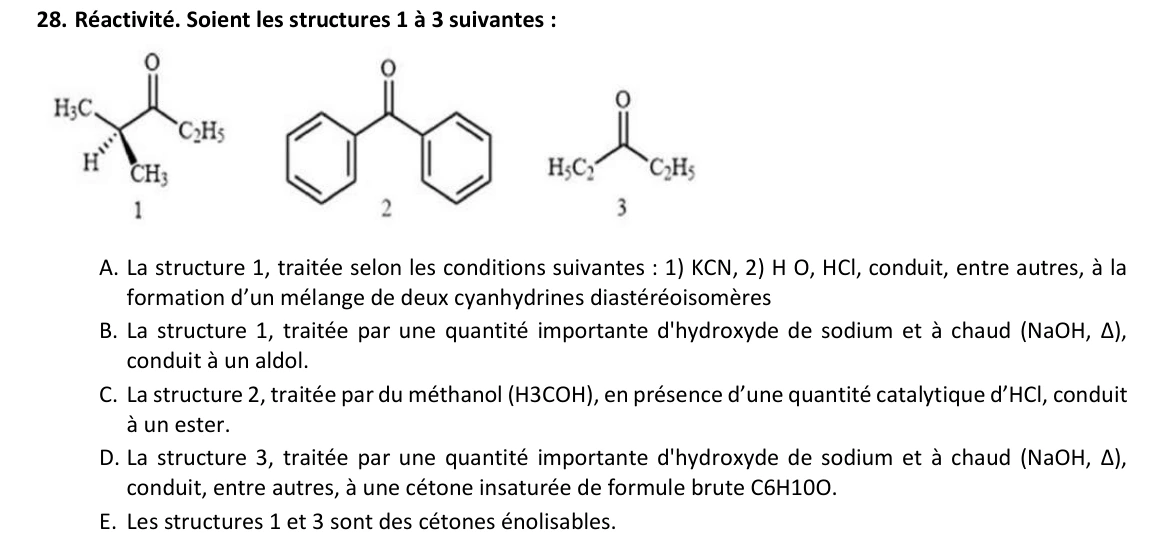 28. Réactivité. Soient les structures 1 à 3 suivantes :
O
O
O
H3C
C2H5
H
CH3
H5C2
C2H5
1
2
3
A. La structure 1, traitée selon les conditions suivantes : 1) KCN, 2) H O, HCl, conduit, entre autres, à la
formation d’un mélange de deux cyanhydrines diastéréoisomères
B. La structure 1, traitée par une quantité importante d'hydroxyde de sodium et à chaud (NaOH, Δ),
conduit à un aldol.
C. La structure 2, traitée par du méthanol (H3COH), en présence d’une quantité catalytique d’HCl, conduit
à un ester.
D. La structure 3, traitée par une quantité importante d'hydroxyde de sodium et à chaud (NaOH, Δ),
conduit, entre autres, à une cétone insaturée de formule brute C6H10O.
E. Les structures 1 et 3 sont des cétones énolisables.